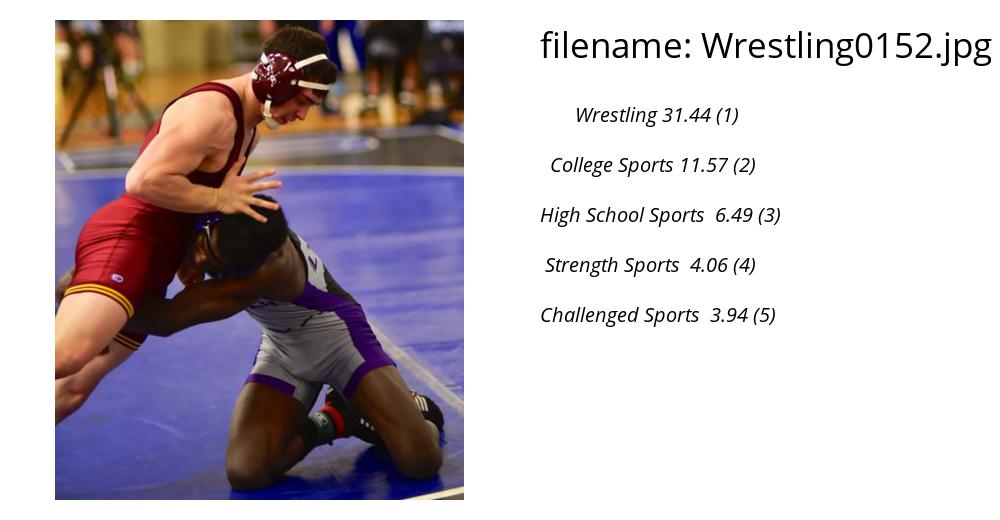 filename: Wrestling0152.jpg
Wrestling 31.44 (1)
College Sports 11.57 (2)
High School Sports 6.49 (3)
Strength Sports 4.06 (4)
Challenged Sports 3.94 (5)